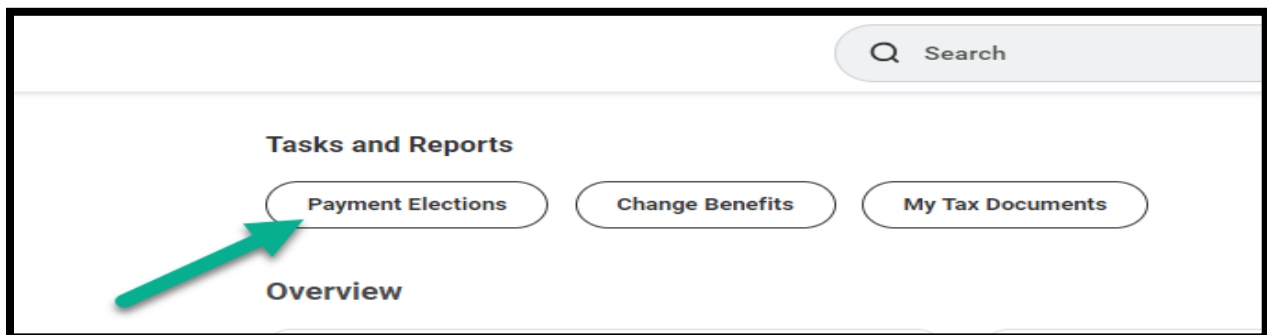 Search
Tasks and Reports
Payment Elections Change Benefits My Tax Documents
Overview